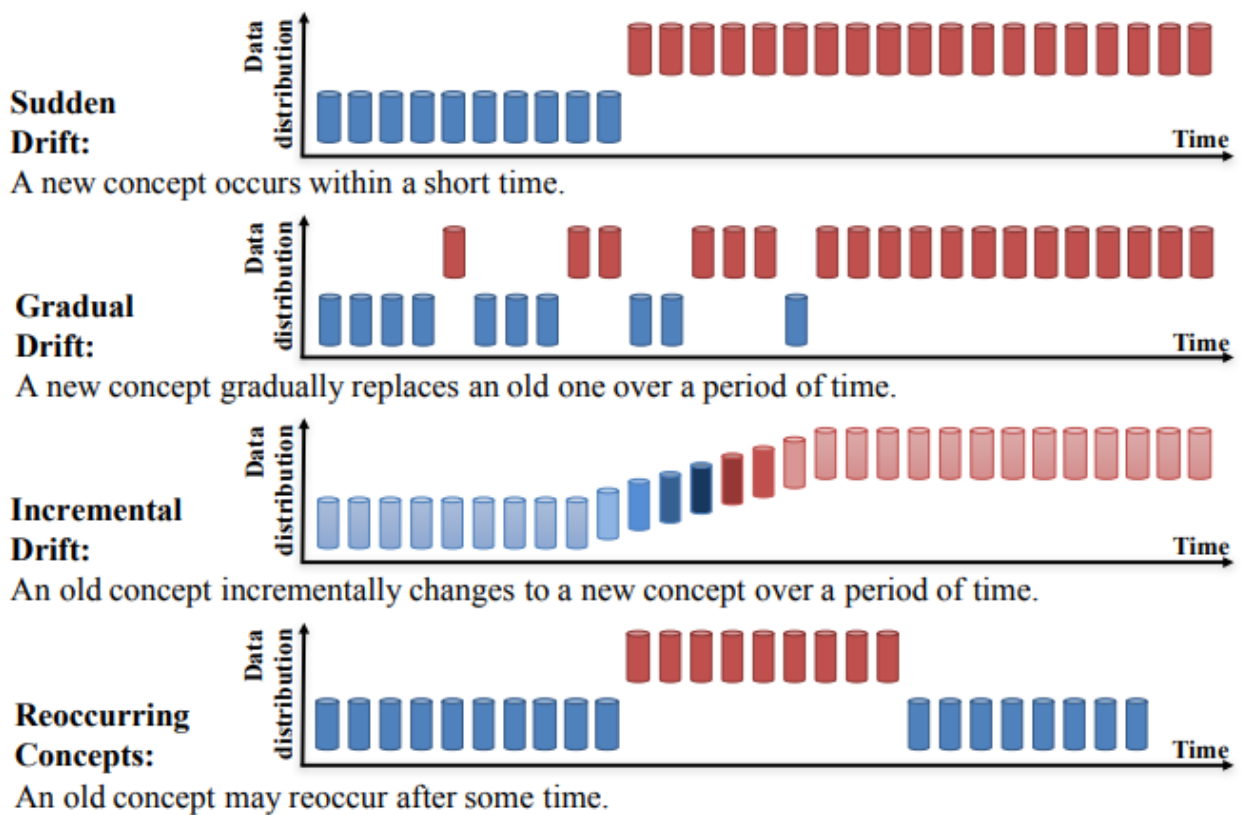 Data
distribution
Sudden
Drift:
Time
A new concept occurs within a short time.
Data
distribution
Gradual
Drift:
Time
A new concept gradually replaces an old one over a period of time.
Data
distribution
Incremental
Drift:
Time
An old concept incrementally changes to a new concept over a period of time.
Data
distribution
Reoccurring
Concepts:
Time
An old concept may reoccur after some time.